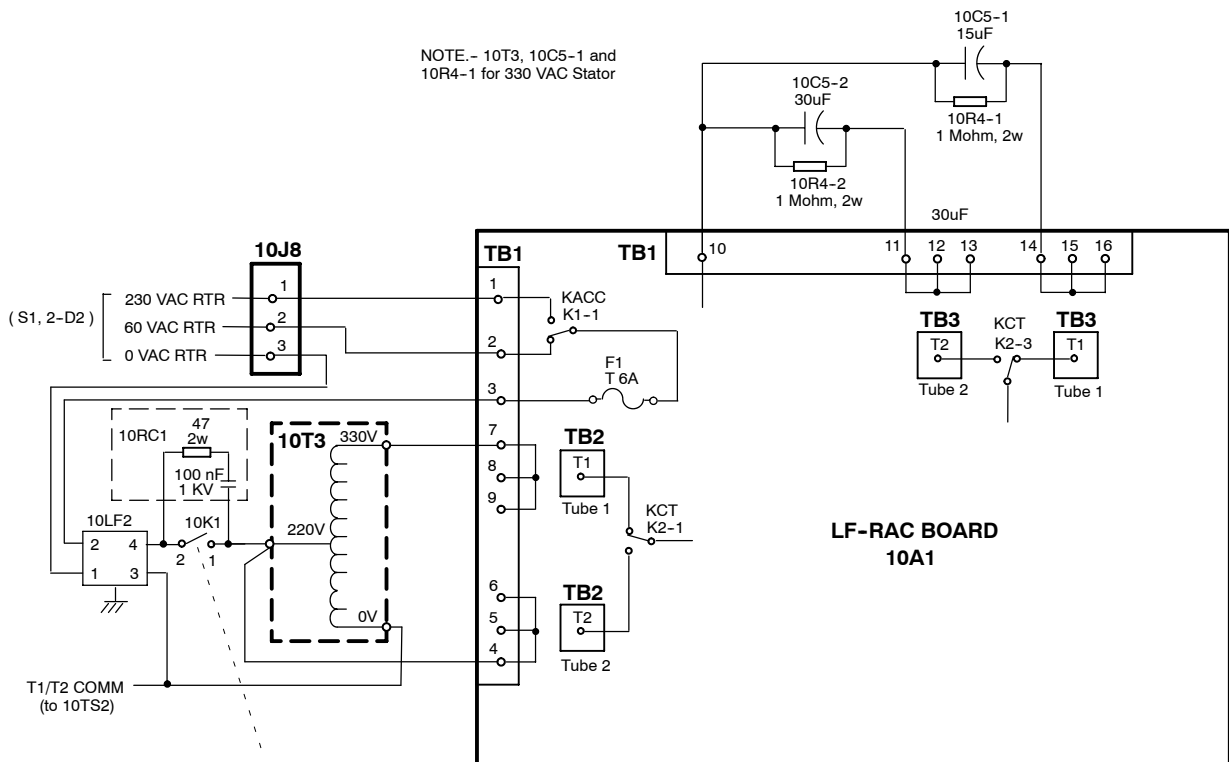 NOTE.- 10T3, 10C5-1 and
10R4-1 for 330 VAC Stator
10C5-1
15uF
10R4-1
1 Mohm, 2w
10C5-2
30uF
10R4-2
1 Mohm, 2w
30uF
TB1
10
11
12
13
14
15
16
10J8
( S1, 2-D2 )
230 VAC RTR
60 VAC RTR
0 VAC RTR
1
2
3
TB1
1
2
3
7
8
9
6
5
4
KACC
K1-1
F1
T 6A
TB3
T2
Tube 2
KCT
K2-3
TB3
T1
Tube 1
10RC1
47
2w
100 nF
1 KV
10T3
330V
220V
0V
TB2
T1
Tube 1
KCT
K2-1
TB2
T2
Tube 2
10LF2
2
4
1
3
10K1
2
1
LF-RAC BOARD
10A1
T1/T2 COMM
(to 10TS2)